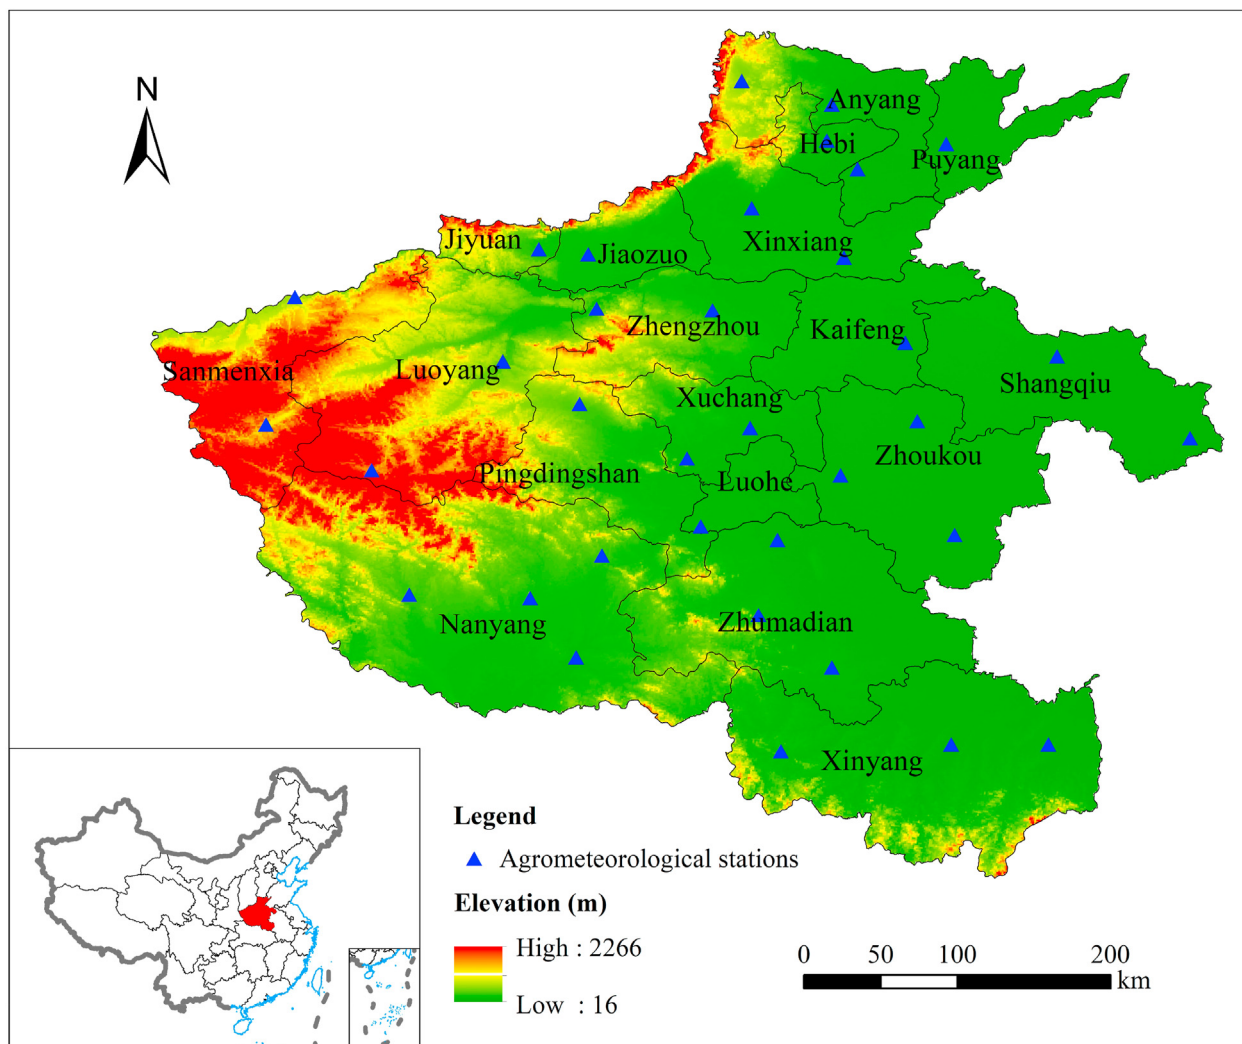 N
Anyang
Hebi
Puyang
Jiyuan
Jiaozuo
Xinxiang
Zhengzhou
Kaifeng
Sanmenxia
Luoyang
Shangqiu
Xuchang
Zhoukou
Pingdingshan
Luohe
Nanyang
Zhumadian
Xinyang
Legend
Agrometeorological stations
Elevation (m)
High : 2266
Low : 16
0 50 100 200
km